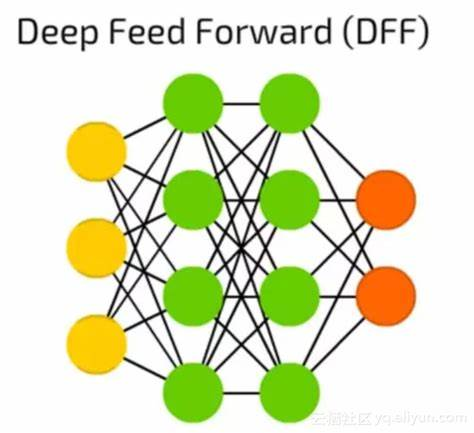 Deep Feed Forward (DFF)
云栖社区 yq.aliyun.com